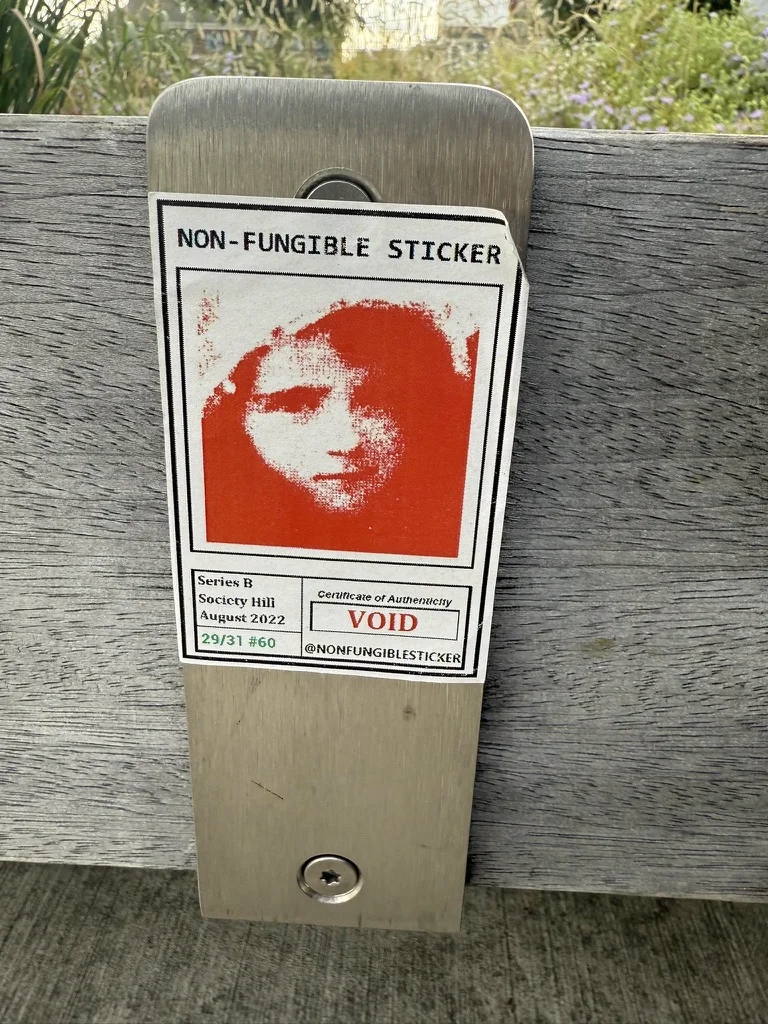 NON-FUNGIBLE STICKER
Series B
Society Hill
August 2022
29/31 #60
Certificate of Authenticity
VOID
@NONFUNGIBLESTICKER